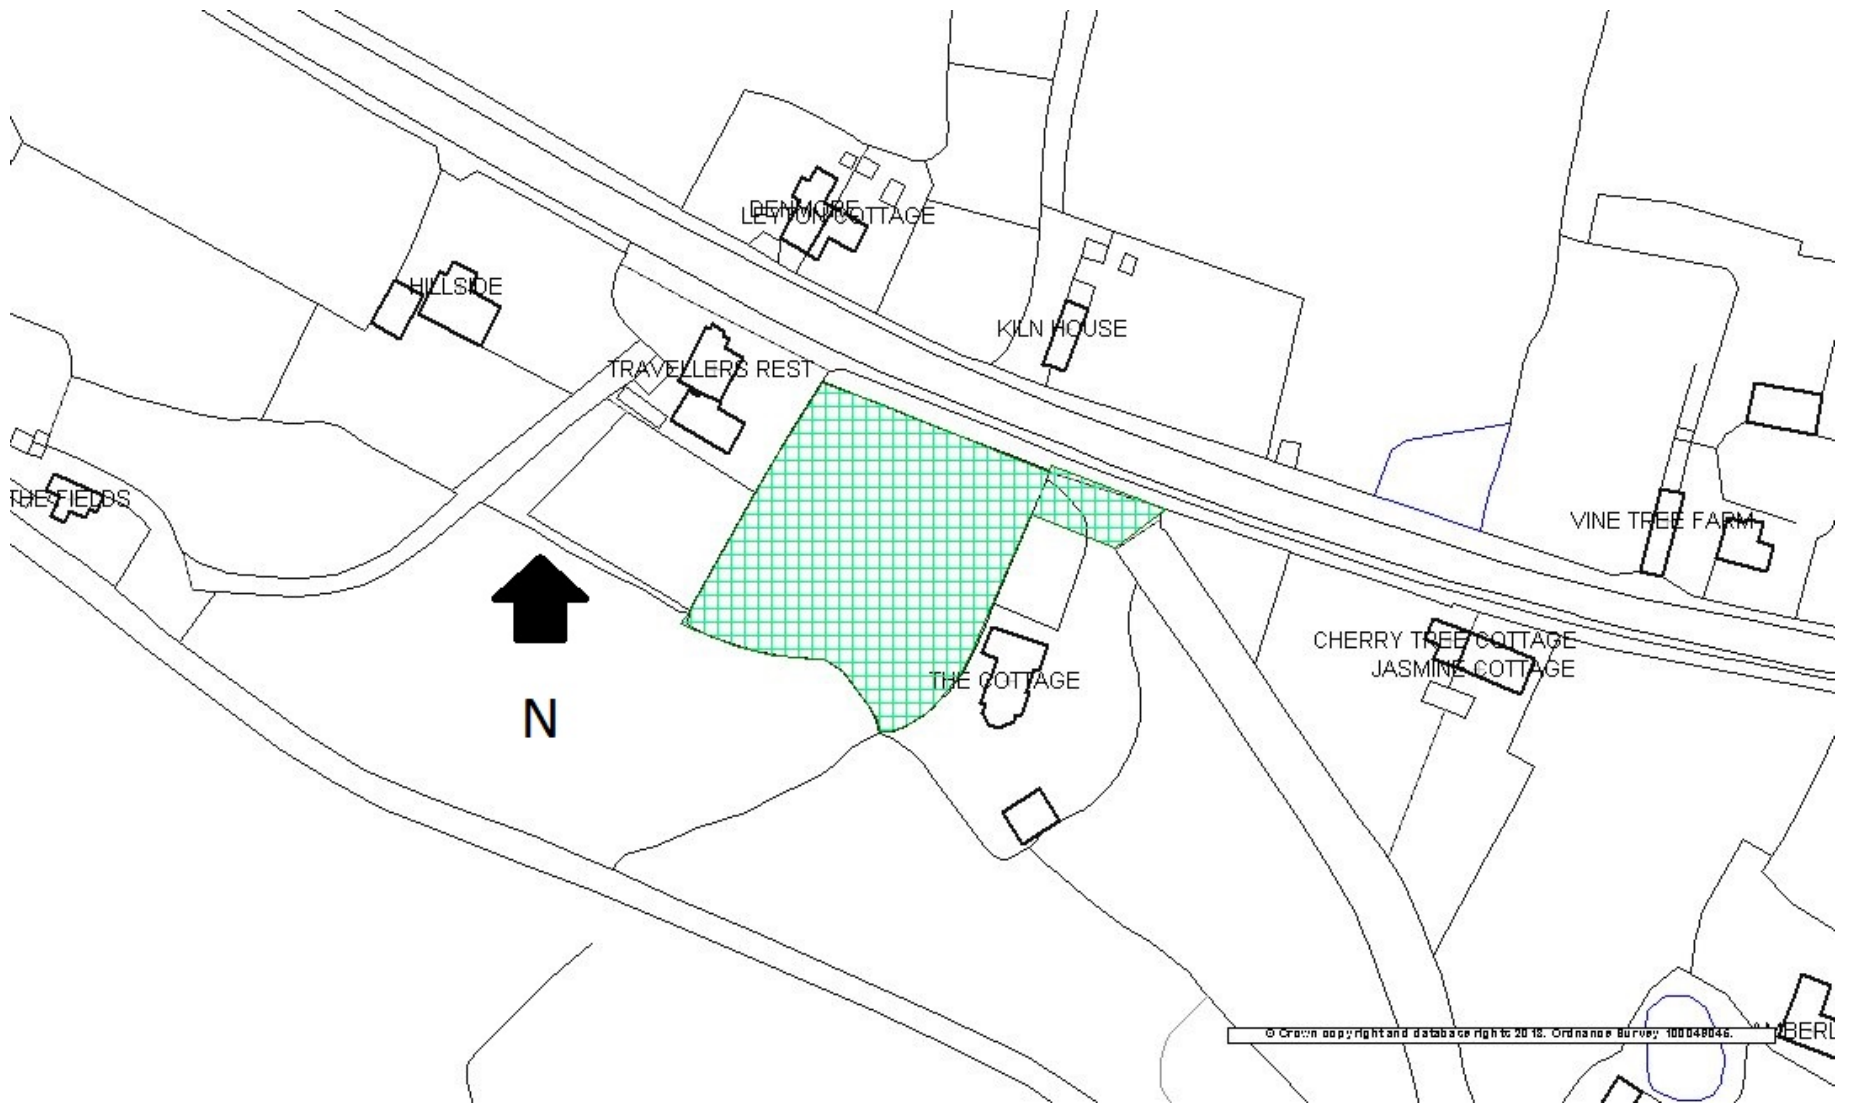 DENMORE
LEYTON COTTAGE
HILLSIDE
KILN HOUSE
TRAVELLERS REST
THE FIELDS
VINE TREE FARM
N
CHERRY TREE COTTAGE
JASMINE COTTAGE
THE COTTAGE
© Crown copyright and database rights 2018. Ordnance Survey 100049046.